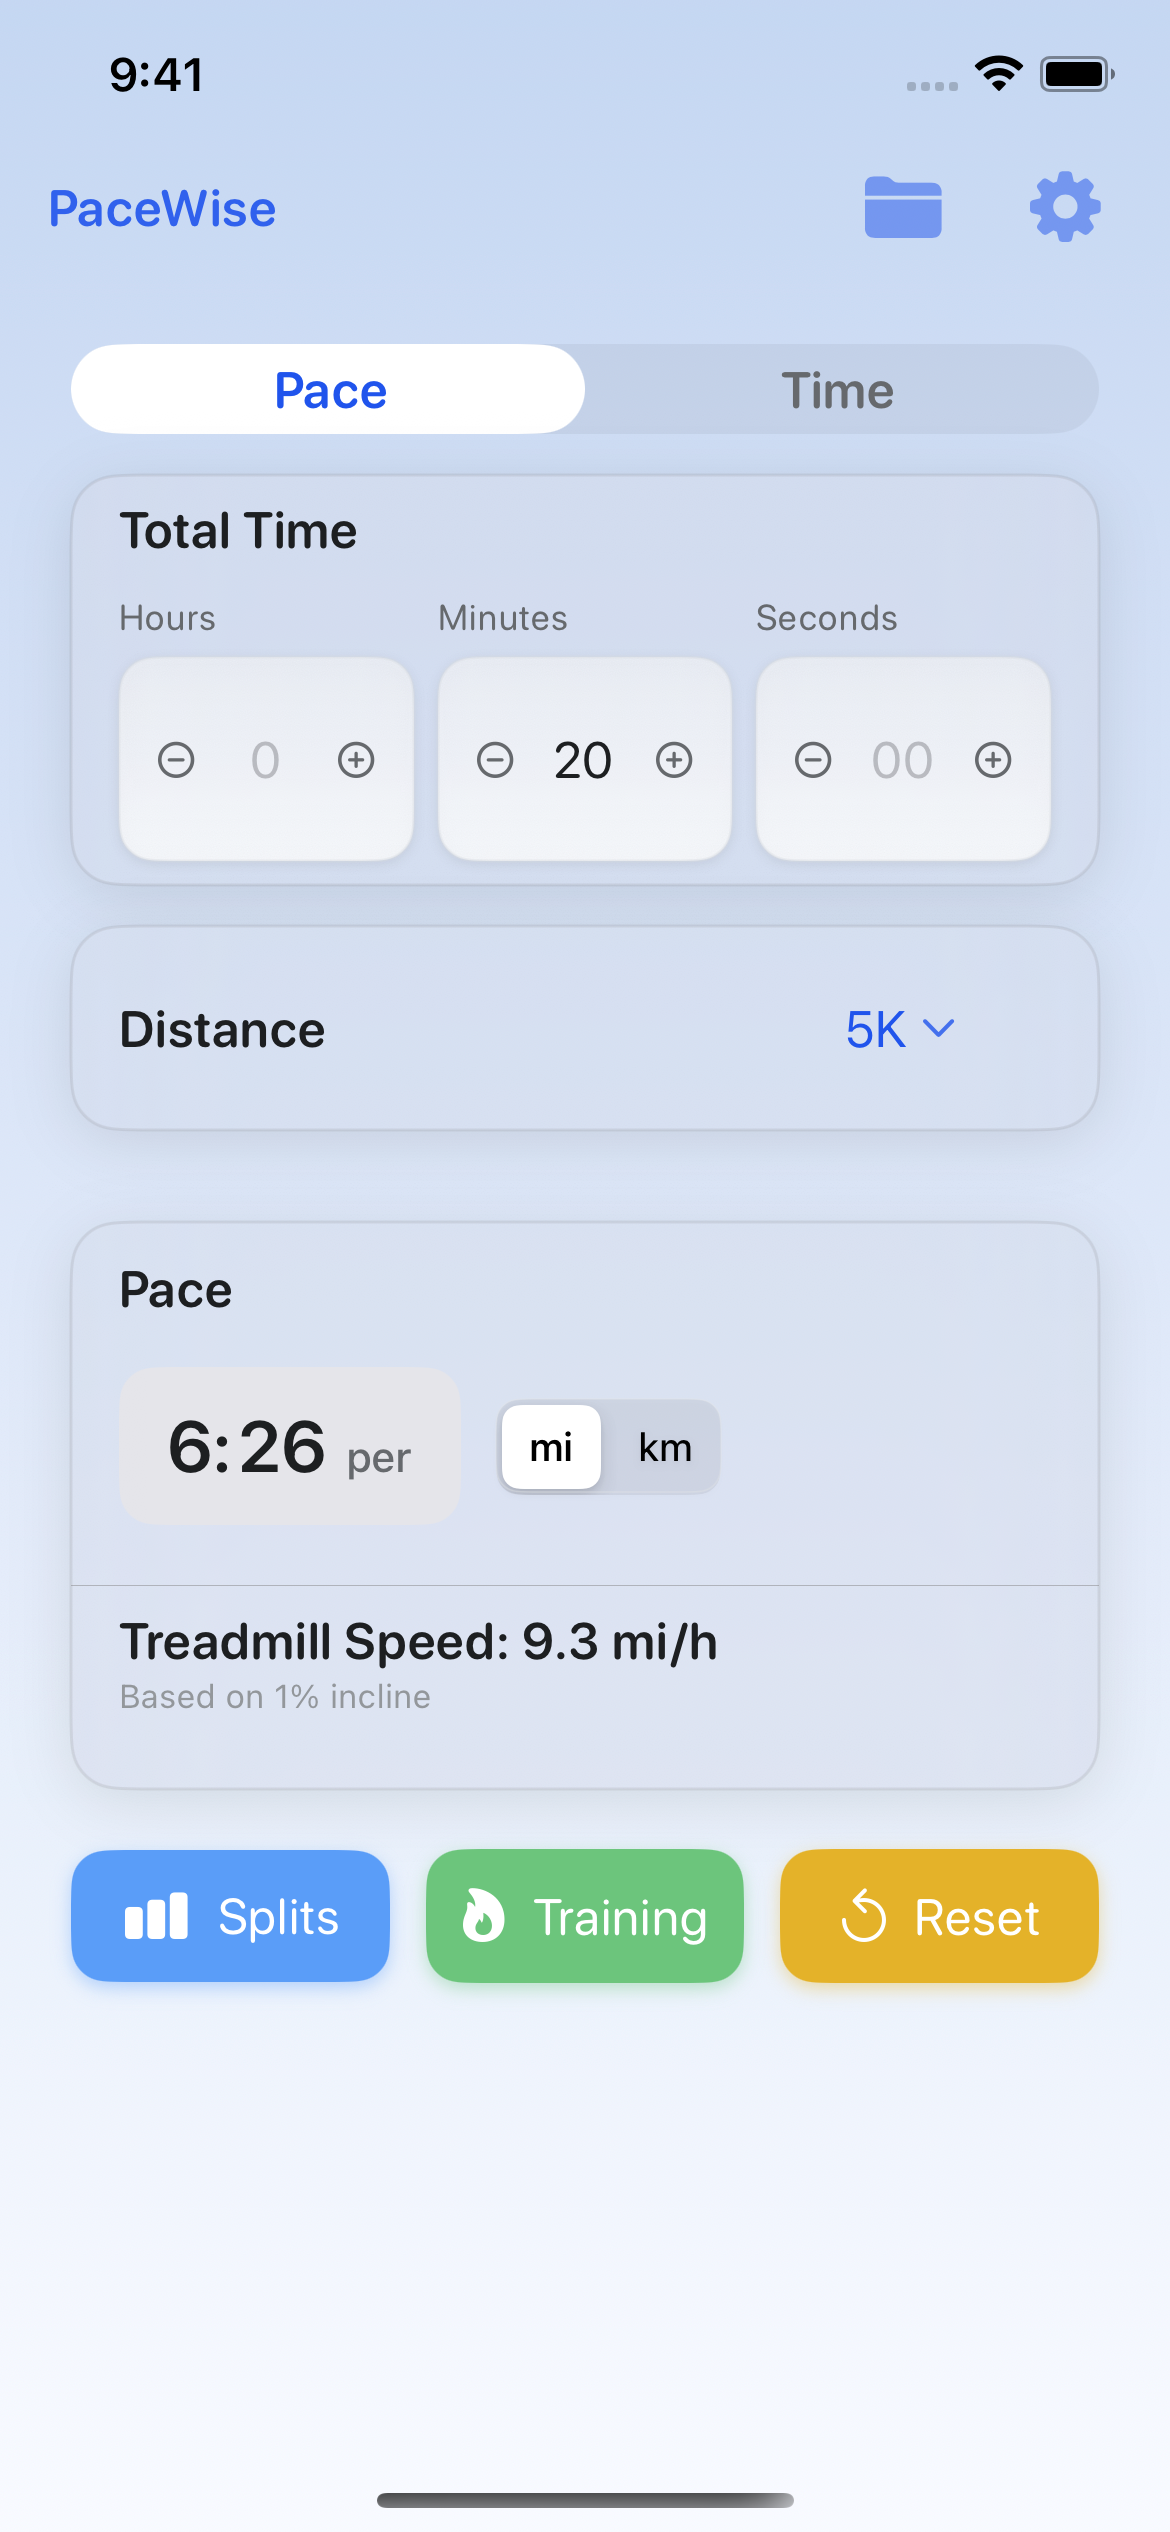 9:41
PaceWise
Pace Time
Total Time
Hours Minutes Seconds
0 20 00
Distance 5K
Pace
6:26 per mi km
Treadmill Speed: 9.3 mi/h
Based on 1% incline
Splits Training Reset